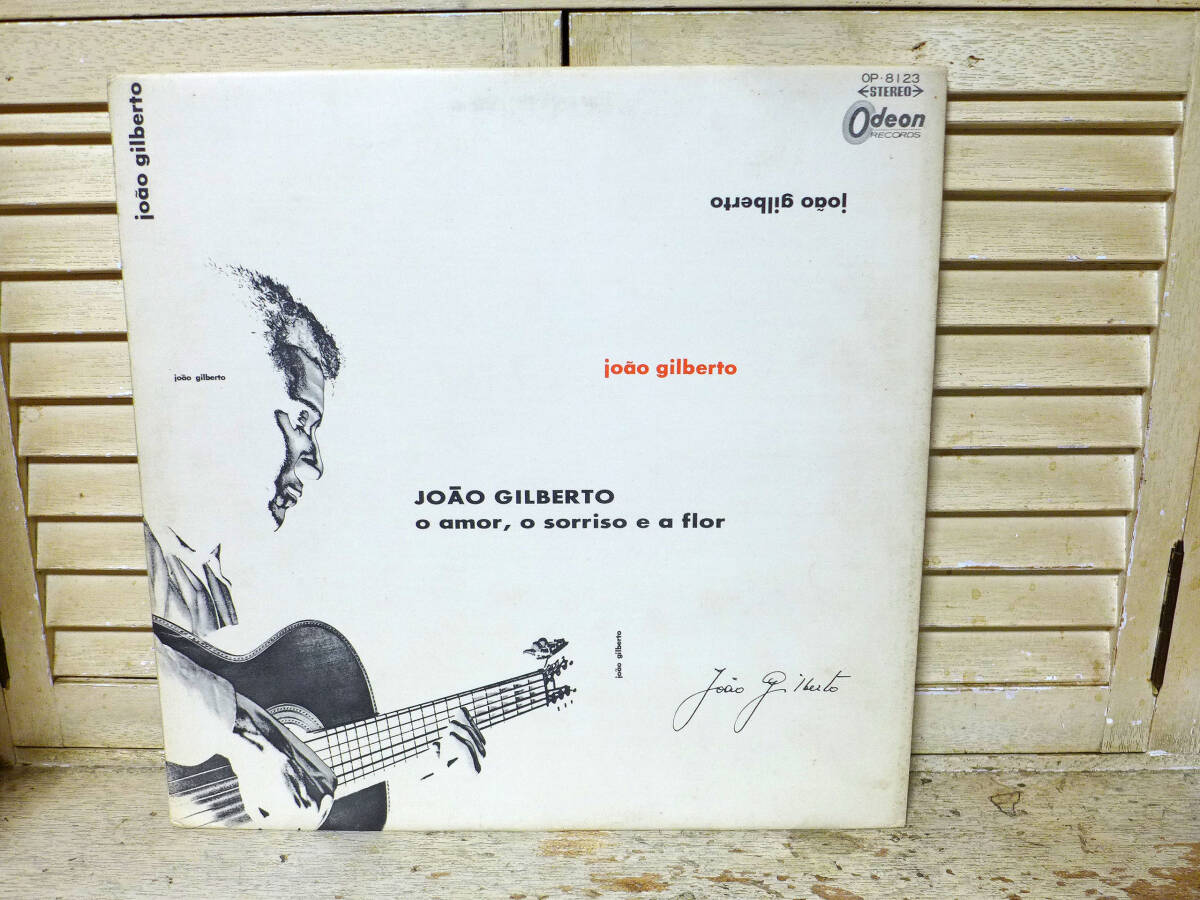 joão gilberto
OP·8123
←STEREO→
Odeon
RECORDS
joão gilberto
joão gilberto
joão gilberto
JOÃO GILBERTO
o amor, o sorriso e a flor
joão gilberto
João Gilberto